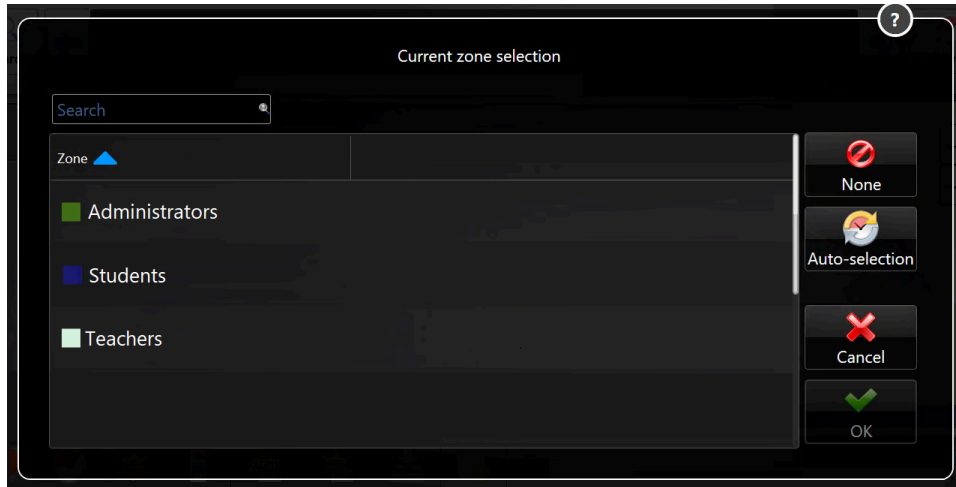 ?
Current zone selection
Search
Zone
None
Administrators
Auto-selection
Students
Teachers
Cancel
OK